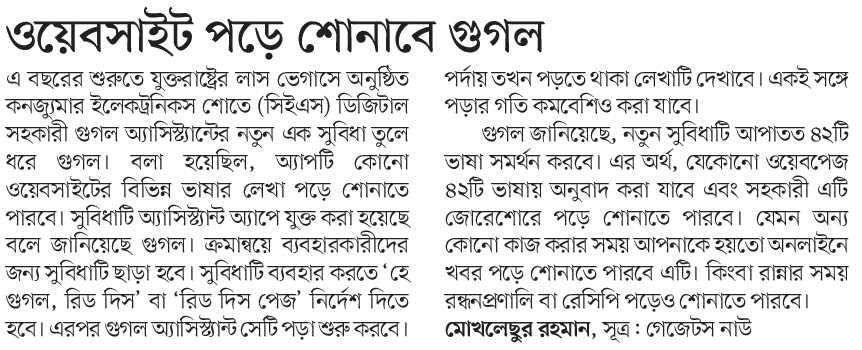 ওয়েবসাইট পড়ে শোনাবে গুগল
এ বছরের শুরুতে যুক্তরাষ্ট্রের লাস ভেগাসে অনুষ্ঠিত
কনজ্যুমার ইলেকট্রনিকস শোতে (সিইএস) ডিজিটাল
সহকারী গুগল অ্যাসিস্ট্যান্টের নতুন এক সুবিধা তুলে
ধরে গুগল। বলা হয়েছিল, অ্যাপটি কোনো
ওয়েবসাইটের বিভিন্ন ভাষার লেখা পড়ে শোনাতে
পারবে। সুবিধাটি অ্যাসিস্ট্যান্ট অ্যাপে যুক্ত করা হয়েছে
বলে জানিয়েছে গুগল। ক্রমান্বয়ে ব্যবহারকারীদের
জন্য সুবিধাটি ছাড়া হবে। সুবিধাটি ব্যবহার করতে ‘হে
গুগল, রিড দিস’ বা ‘রিড দিস পেজ’ নির্দেশ দিতে
হবে। এরপর গুগল অ্যাসিস্ট্যান্ট সেটি পড়া শুরু করবে।
পর্দায় তখন পড়তে থাকা লেখাটি দেখাবে। একই সঙ্গে
পড়ার গতি কমবেশিও করা যাবে।
গুগল জানিয়েছে, নতুন সুবিধাটি আপাতত ৪২টি
ভাষা সমর্থন করবে। এর অর্থ, যেকোনো ওয়েবপেজ
৪২টি ভাষায় অনুবাদ করা যাবে এবং সহকারী এটি
জোরেশোরে পড়ে শোনাতে পারবে। যেমন অন্য
কোনো কাজ করার সময় আপনাকে হয়তো অনলাইনে
খবর পড়ে শোনাতে পারবে এটি। কিংবা রান্নার সময়
রন্ধনপ্রণালি বা রেসিপি পড়েও শোনাতে পারবে।
মোখলেছুর রহমান, সূত্র : গেজেটস নাউ